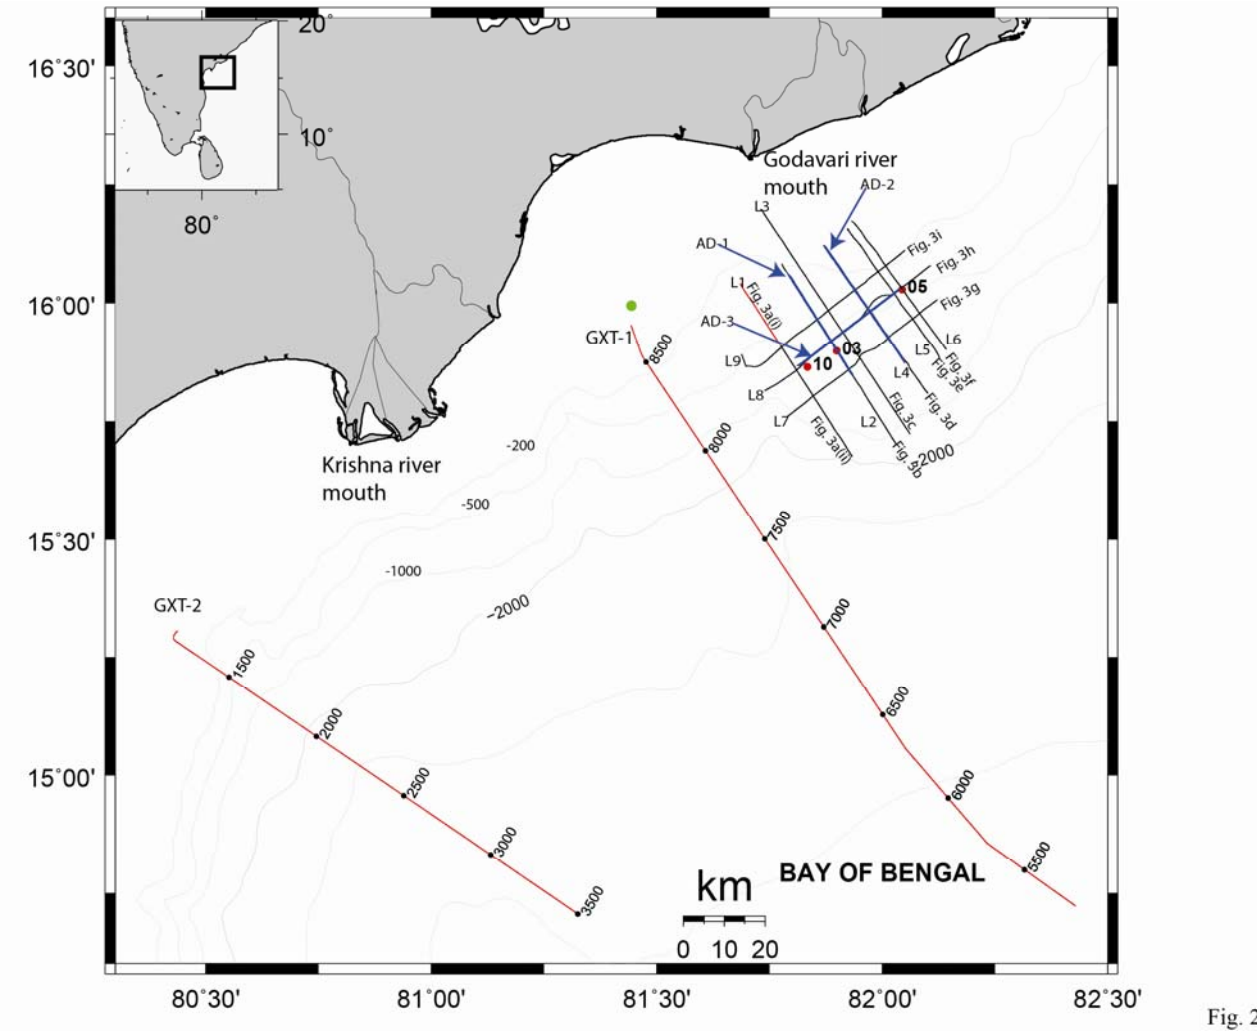 20°
16°30'
10°
80°
Godavari river
mouth
AD-2
L3
AD-1
Fig. 3i
Fig. 3h
L1
Fig. 3a(i)
05
Fig. 3g
16°00'
AD-3
GXT-1
8500
03
L6
L5
L9
10
Fig. 3f
Fig. 3e
L4
L8
Fig. 3c
Fig. 3d
L7
L2
Fig. 3a(ii)
8000
-200
-2000
Fig. 3b
Krishna river
mouth
-500
15°30'
7500
-1000
GXT-2
-2000
7000
1500
6500
2000
15°00'
2500
6000
3000
5500
km
BAY OF BENGAL
3500
0 10 20
80°30'
81°00'
81°30'
82°00'
82°30'